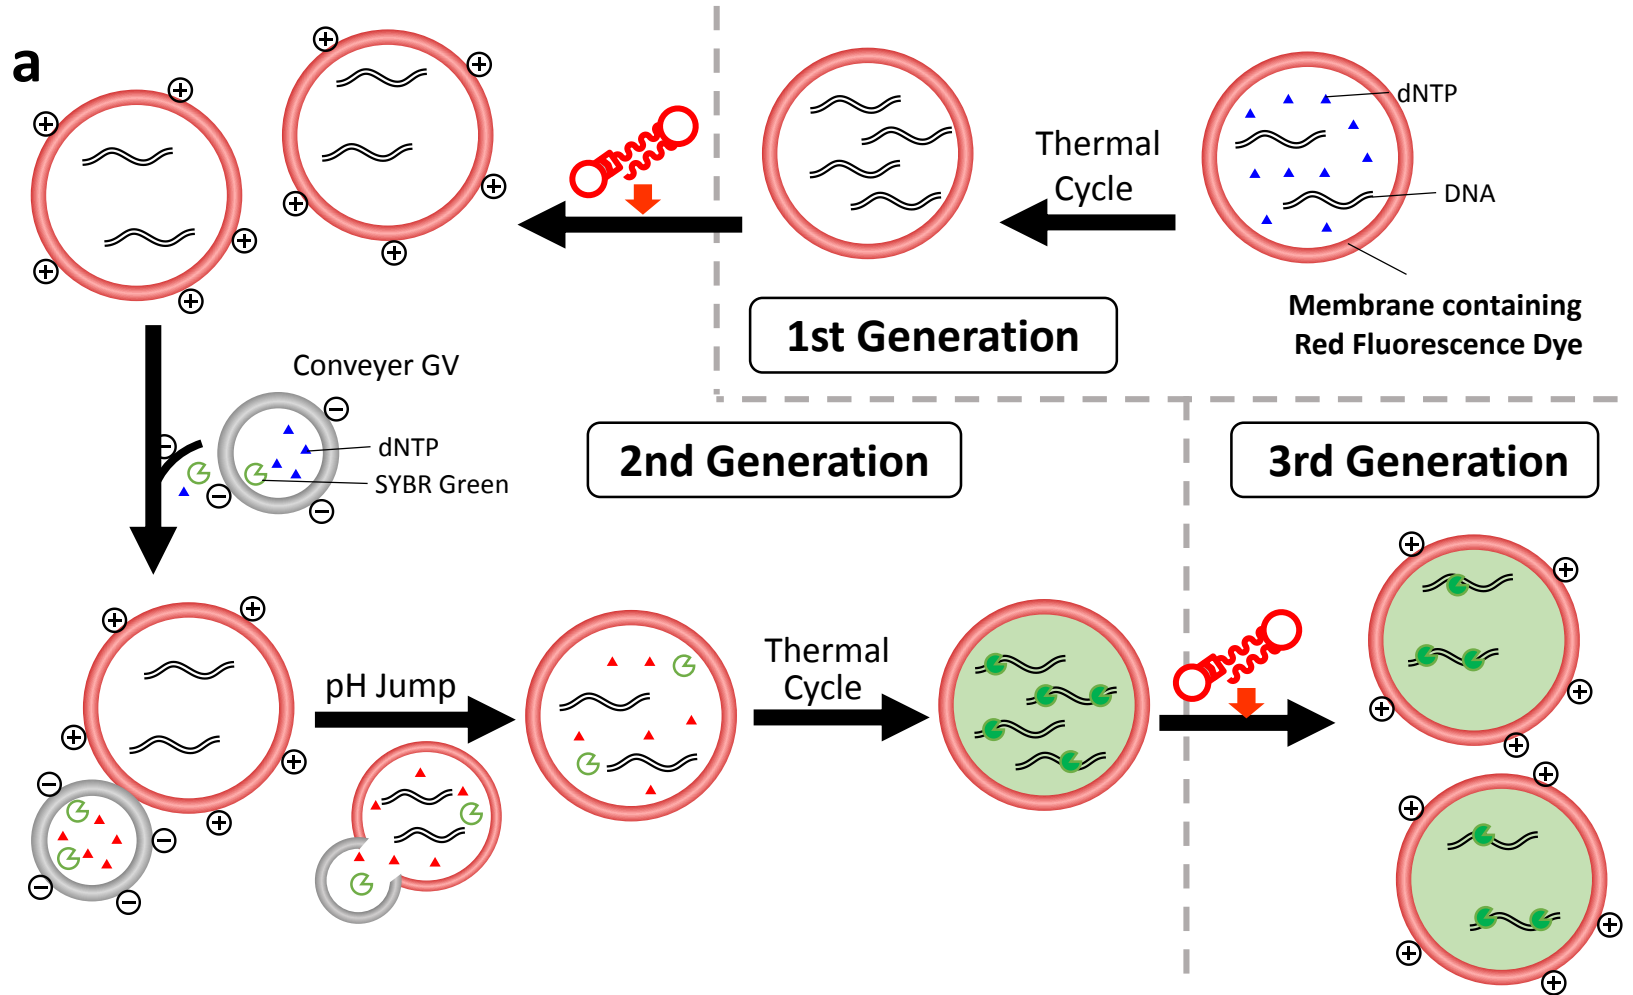 a
Thermal
Cycle
dNTP
DNA
Membrane containing
Red Fluorescence Dye
1st Generation
Conveyer GV
dNTP
SYBR Green
2nd Generation
3rd Generation
pH Jump
Thermal
Cycle